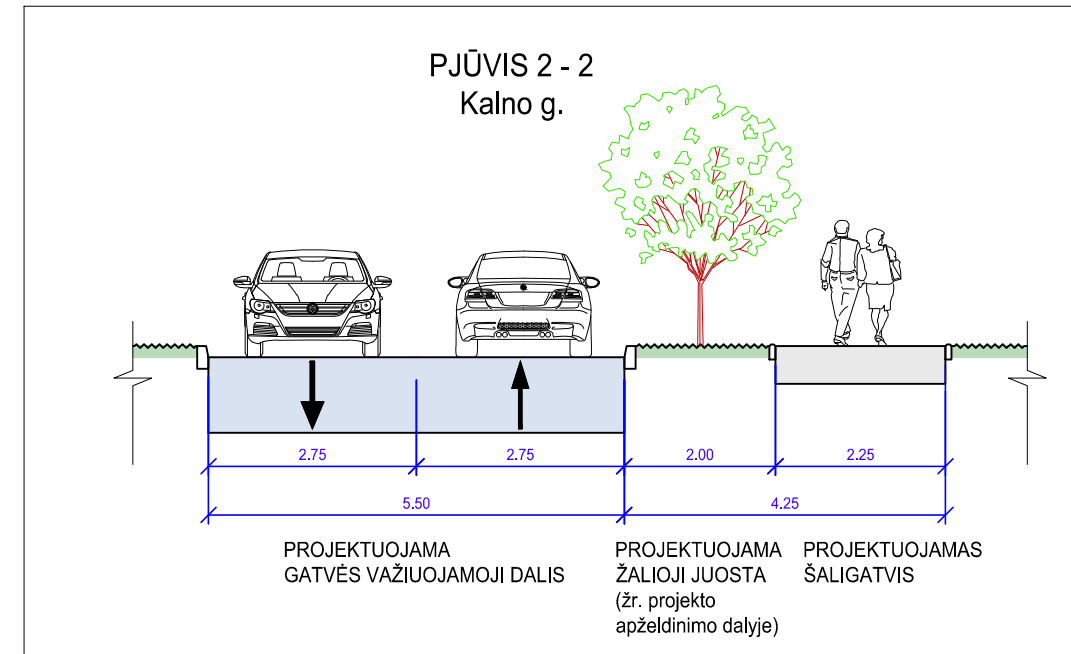 PJŪVIS 2 - 2
Kalno g.
2.75 2.75 2.00 2.25
5.50 4.25
PROJEKTUOJAMA
GATVĖS VAŽIUOJAMOJI DALIS
PROJEKTUOJAMA
ŽALIOJI JUOSTA
(žr. projekto
apželdinimo dalyje)
PROJEKTUOJAMAS
ŠALIGATVIS